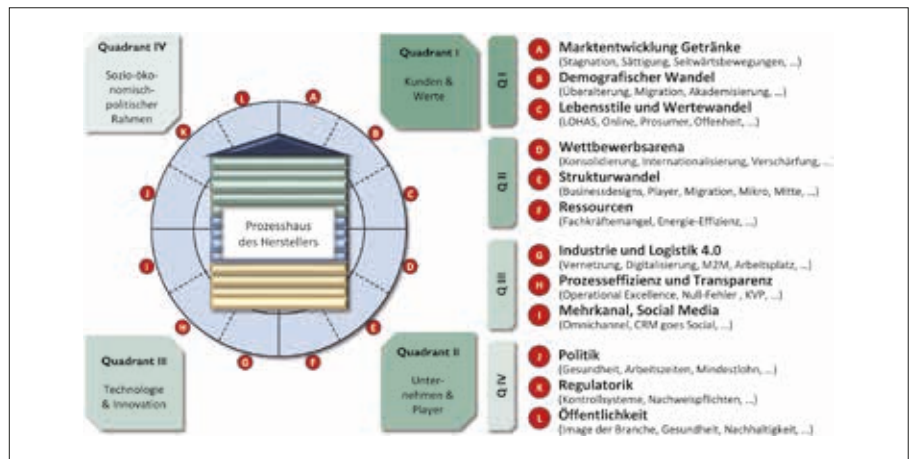 Quadrant IV
Sozio-öko-
nomisch-
politischer
Rahmen
Quadrant I
Kunden &
Werte
L
A
K
B
J
C
I
D
H
E
G
F
Prozesshaus
des Herstellers
Quadrant III
Technologie
& Innovation
Quadrant II
Unter-
nehmen &
Player
Q I
A Marktentwicklung Getränke
(Stagnation, Sättigung, Seitwärtsbewegungen, ...)
B Demografischer Wandel
(Überalterung, Migration, Akademisierung, ...)
C Lebensstile und Wertewandel
(LOHAS, Online, Prosumer, Offenheit, ...)
Q II
D Wettbewerbsarena
(Konsolidierung, Internationalisierung, Verschärfung, ...)
E Strukturwandel
(Businessdesigns, Player, Migration, Mikro, Mitte, ...)
F Ressourcen
(Fachkräftemangel, Energie-Effizienz, ...)
Q III
G Industrie und Logistik 4.0
(Vernetzung, Digitalisierung, M2M, Arbeitsplatz, ...)
H Prozesseffizienz und Transparenz
(Operational Excellence, Null-Fehler , KVP, ...)
I Mehrkanal, Social Media
(Omnichannel, CRM goes Social, ...)
Q IV
J Politik
(Gesundheit, Arbeitszeiten, Mindestlohn, ...)
K Regulatorik
(Kontrollsysteme, Nachweispflichten, ...)
L Öffentlichkeit
(Image der Branche, Gesundheit, Nachhaltigkeit, ...)